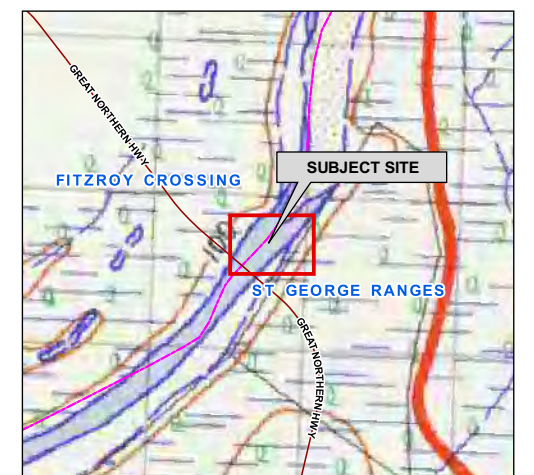 GREAT NORTHERN HWY
SUBJECT SITE
FITZROY CROSSING
ST GEORGE RANGES
GREAT NORTHERN HWY